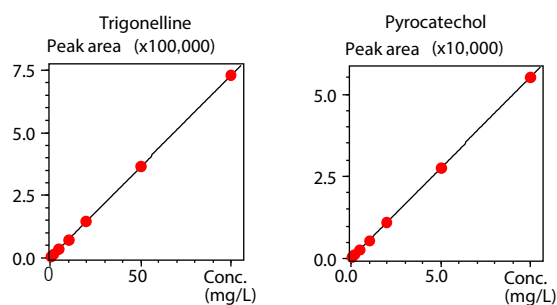 Trigonelline
Peak area (x100,000)
7.5
5.0
2.5
0.0
0
50
Conc.
(mg/L)
Pyrocatechol
Peak area (x10,000)
5.0
2.5
0.0
0.0
5.0
Conc.
(mg/L)